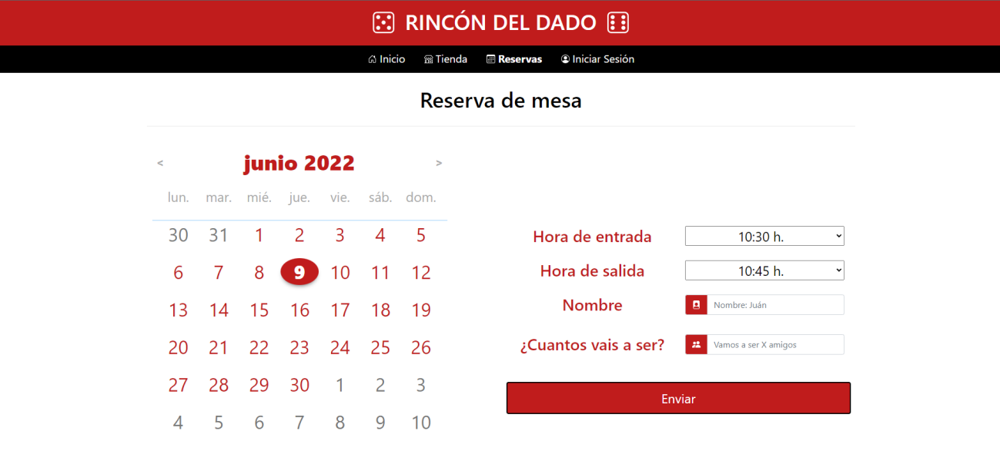 RINCÓN DEL DADO
Inicio Tienda Reservas Iniciar Sesión
Reserva de mesa
< junio 2022 >
lun. mar. mié. jue. vie. sáb. dom.
30 31 1 2 3 4 5
6 7 8 9 10 11 12
13 14 15 16 17 18 19
20 21 22 23 24 25 26
27 28 29 30 1 2 3
4 5 6 7 8 9 10
Hora de entrada 10:30 h.
Hora de salida 10:45 h.
Nombre Nombre: Juán
¿Cuantos vais a ser? Vamos a ser X amigos
Enviar